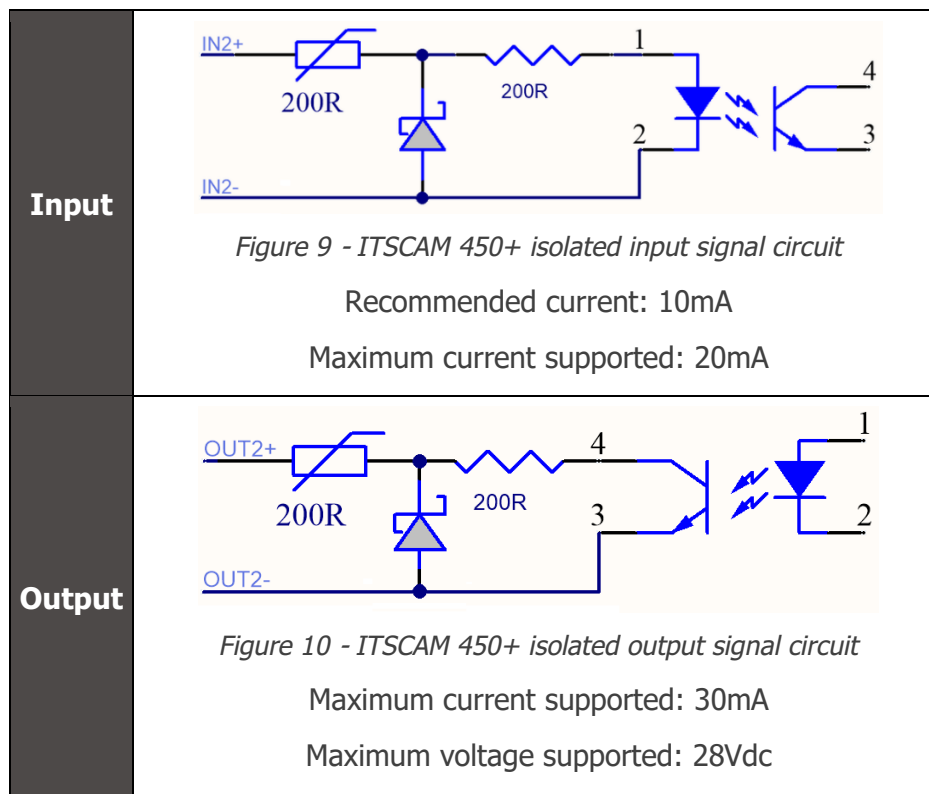 Input
IN2+
200R
200R
1
2
4
3
IN2-
Figure 9 - ITSCAM 450+ isolated input signal circuit
Recommended current: 10mA
Maximum current supported: 20mA
Output
OUT2+
200R
200R
4
3
1
2
OUT2-
Figure 10 - ITSCAM 450+ isolated output signal circuit
Maximum current supported: 30mA
Maximum voltage supported: 28Vdc